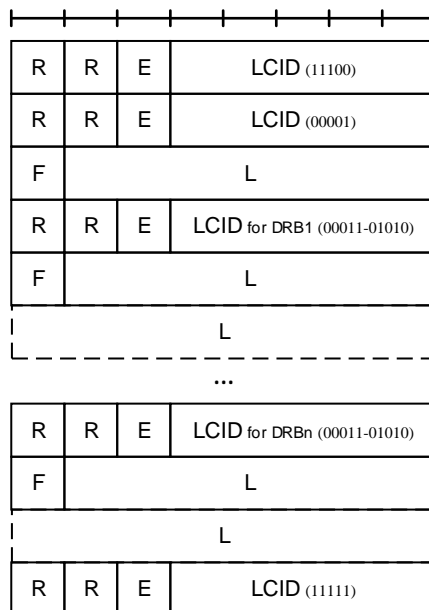 R R E LCID (11100)
R R E LCID (00001)
F L
R R E LCID for DRB1 (00011-01010)
F L
L
...
R R E LCID for DRBn (00011-01010)
F L
L
R R E LCID (11111)